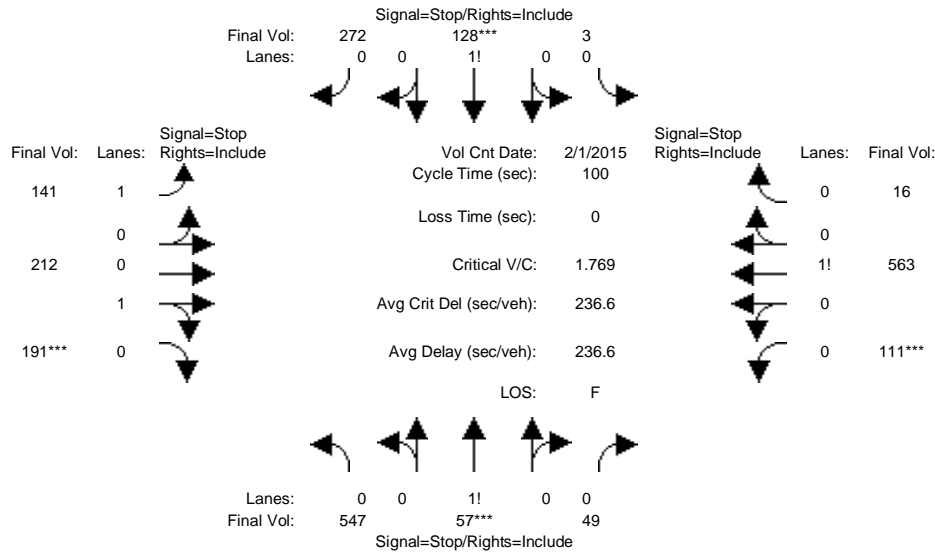 Signal=Stop/Rights=Include
Final Vol: 272 128*** 3
Lanes: 0 0 1! 0 0
Signal=Stop
Final Vol: Lanes: Rights=Include
Vol Cnt Date: 2/1/2015
Signal=Stop
Rights=Include Lanes: Final Vol:
Cycle Time (sec): 100
141 1
0 16
Loss Time (sec): 0
0
0
212 0
Critical V/C: 1.769
1! 563
1
Avg Crit Del (sec/veh): 236.6
0
191*** 0
Avg Delay (sec/veh): 236.6
0 111***
LOS: F
Lanes: 0 0 1! 0 0
Final Vol: 547 57*** 49
Signal=Stop/Rights=Include